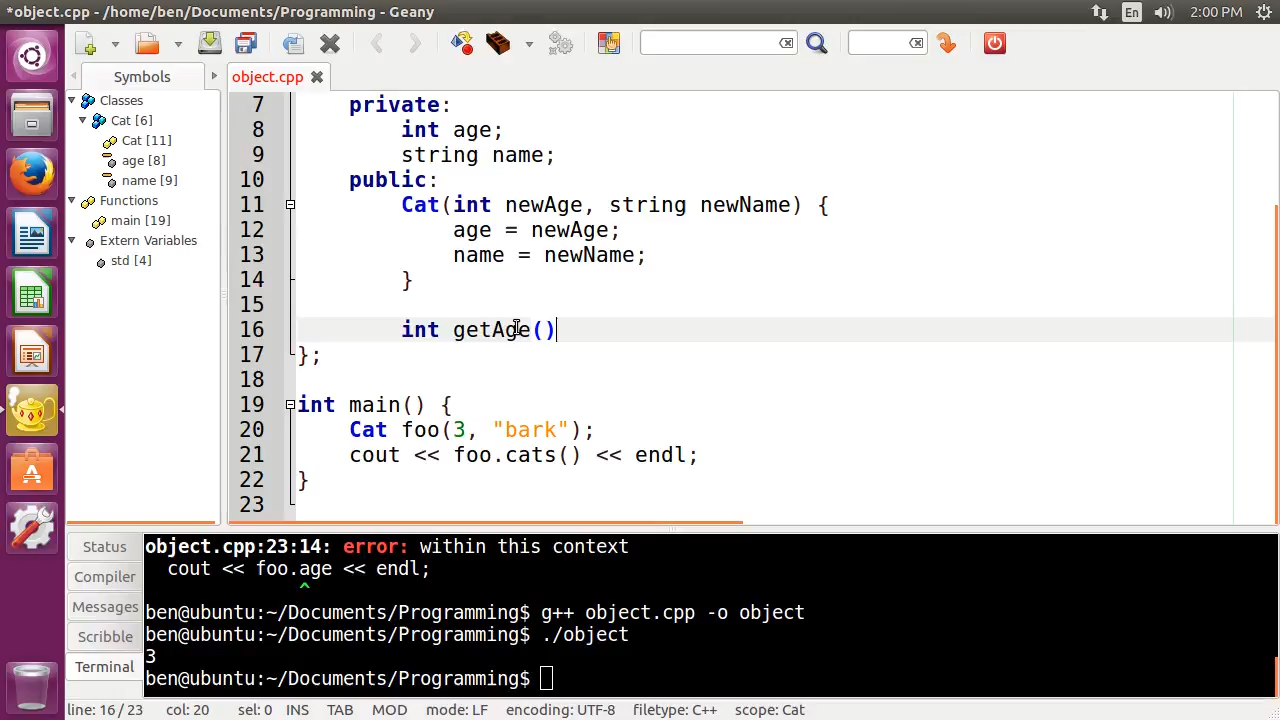 *object.cpp - /home/ben/Documents/Programming - Geany
En
2:00 PM
Symbols
object.cpp
Classes
Cat [6]
Cat [11]
age [8]
name [9]
Functions
main [19]
Extern Variables
std [4]
7 private:
8 int age;
9 string name;
10 public:
11 Cat(int newAge, string newName) {
12 age = newAge;
13 name = newName;
14 }
15
16 int getAge()
17 };
18
19 int main() {
20 Cat foo(3, "bark");
21 cout << foo.cats() << endl;
22 }
23
Status
Compiler
Messages
Scribble
Terminal
object.cpp:23:14: error: within this context
cout << foo.age << endl;
^
ben@ubuntu:~/Documents/Programming$ g++ object.cpp -o object
ben@ubuntu:~/Documents/Programming$ ./object
3
ben@ubuntu:~/Documents/Programming$
line: 16 / 23 col: 20 sel: 0 INS TAB MOD mode: LF encoding: UTF-8 filetype: C++ scope: Cat